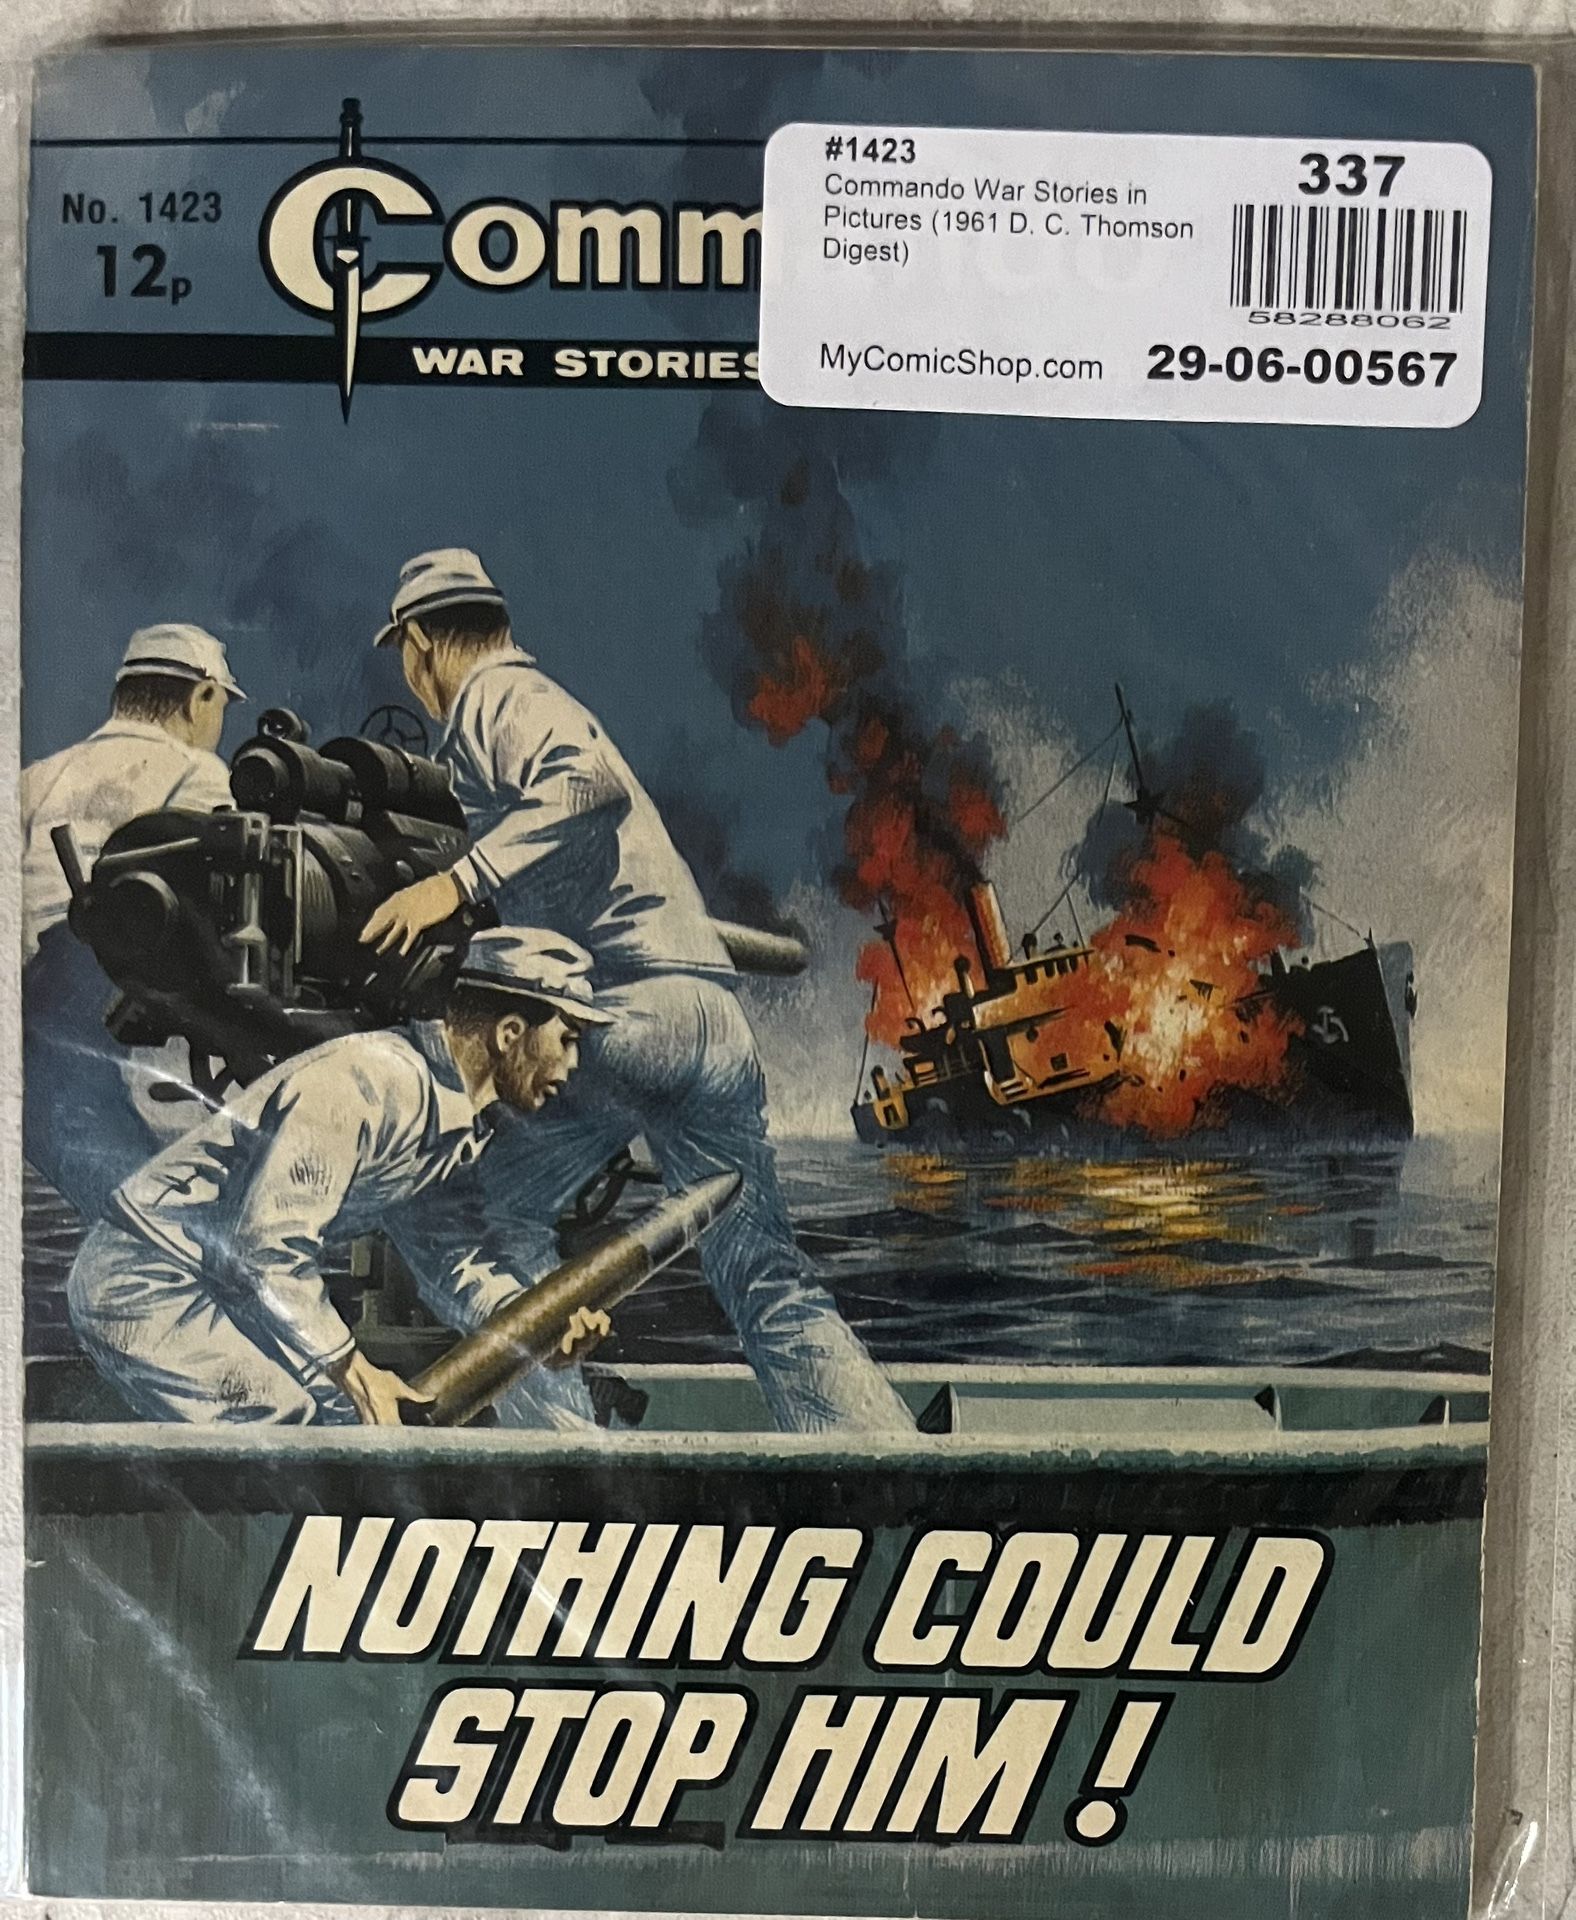 No. 1423
12p
Comm
WAR STORIES
#1423
Commando War Stories in
Pictures (1961 D. C. Thomson
Digest)
337
58288062
MyComicShop.com 29-06-00567
NOTHING COULD
STOP HIM!